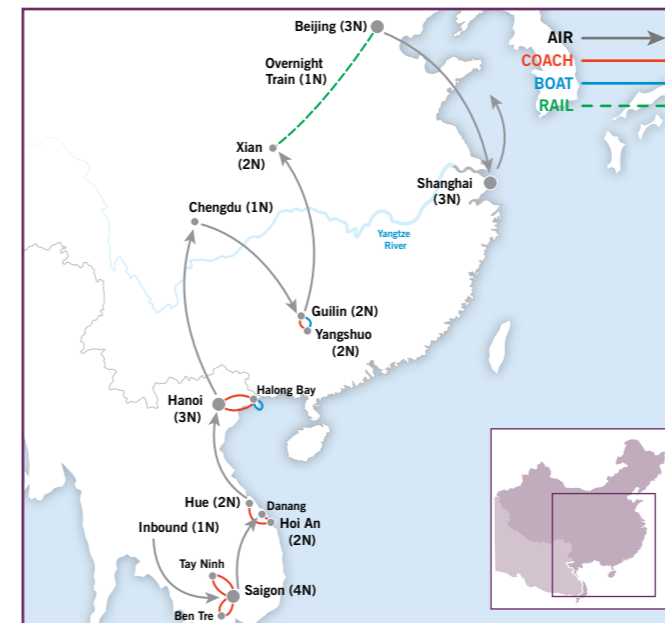 Beijing (3N)
AIR
COACH
BOAT
RAIL
Overnight
Train (1N)
Xian
(2N)
Shanghai
(3N)
Chengdu (1N)
Yangtze
River
Guilin (2N)
Yangshuo
(2N)
Halong Bay
Hanoi
(3N)
Hue (2N)
Danang
Hoi An
(2N)
Inbound (1N)
Tay Ninh
Saigon (4N)
Ben Tre